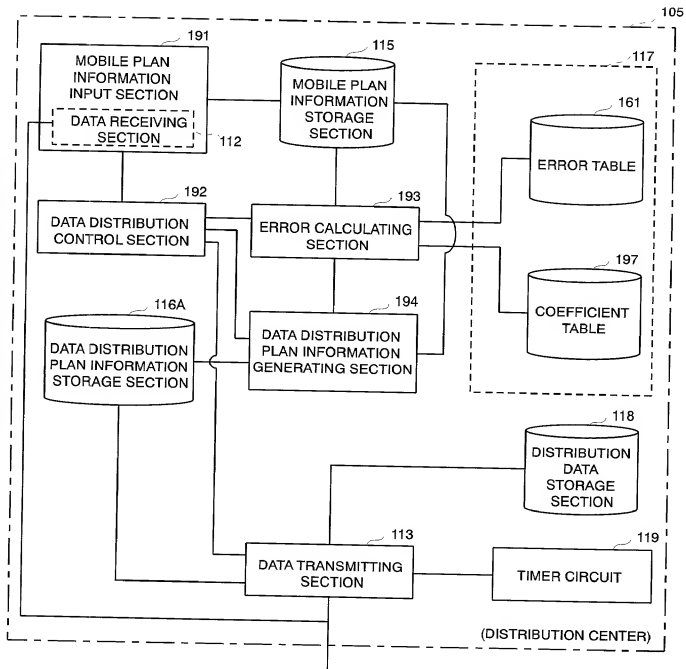 105
191
MOBILE PLAN
INFORMATION
INPUT SECTION
DATA RECEIVING
SECTION
112
115
MOBILE PLAN
INFORMATION
STORAGE
SECTION
117
161
ERROR TABLE
192
DATA DISTRIBUTION
CONTROL SECTION
193
ERROR CALCULATING
SECTION
197
COEFFICIENT
TABLE
116A
DATA DISTRIBUTION
PLAN INFORMATION
STORAGE SECTION
194
DATA DISTRIBUTION
PLAN INFORMATION
GENERATING SECTION
118
DISTRIBUTION
DATA
STORAGE
SECTION
113
DATA TRANSMITTING
SECTION
119
TIMER CIRCUIT
(DISTRIBUTION CENTER)